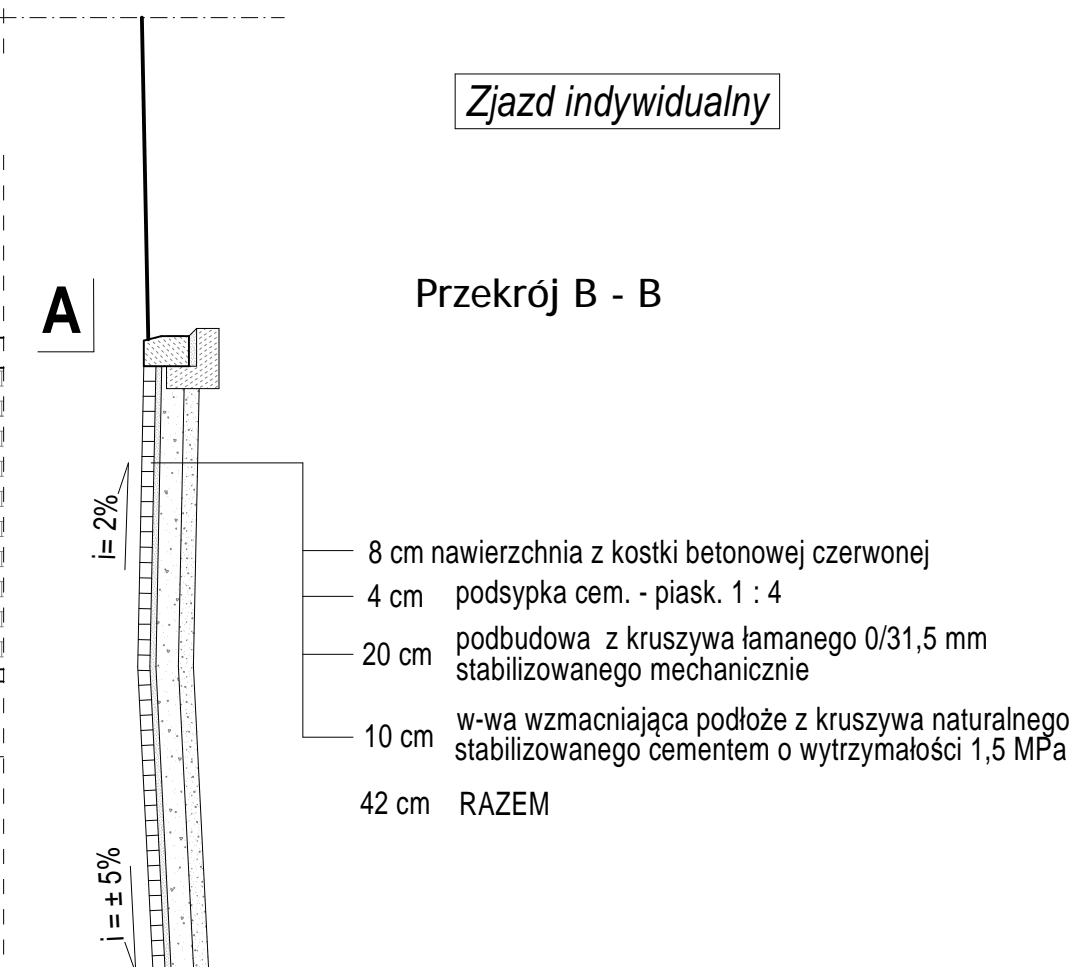 Zjazd indywidualny
A
Przekrój B - B
i= 2%
8 cm nawierzchnia z kostki betonowej czerwonej
4 cm podsypka cem. - piask. 1 : 4
20 cm podbudowa z kruszywa łamanego 0/31,5 mm
stabilizowanego mechanicznie
10 cm w-wa wzmacniająca podłoże z kruszywa naturalnego
stabilizowanego cementem o wytrzymałości 1,5 MPa
42 cm RAZEM
i = ± 5%